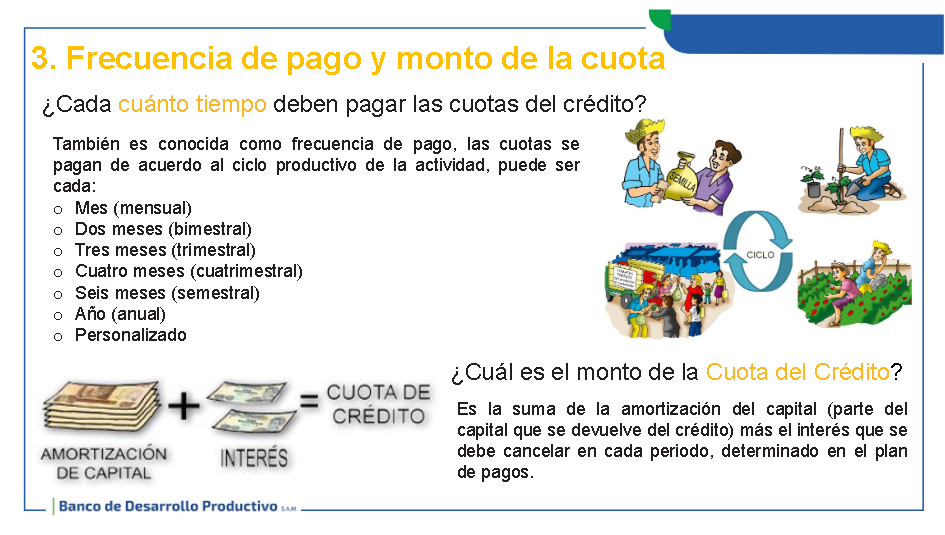 3. Frecuencia de pago y monto de la cuota
¿Cada cuánto tiempo deben pagar las cuotas del crédito?
También es conocida como frecuencia de pago, las cuotas se
pagan de acuerdo al ciclo productivo de la actividad, puede ser
cada:
o Mes (mensual)
o Dos meses (bimestral)
o Tres meses (trimestral)
o Cuatro meses (cuatrimestral)
o Seis meses (semestral)
o Año (anual)
o Personalizado
SEMILLA
CICLO
¿Cuál es el monto de la Cuota del Crédito?
Es la suma de la amortización del capital (parte del
capital que se devuelve del crédito) más el interés que se
debe cancelar en cada periodo, determinado en el plan
de pagos.
+ = CUOTA DE
CRÉDITO
AMORTIZACIÓN
DE CAPITAL
INTERÉS
Banco de Desarrollo Productivo S.A.M.